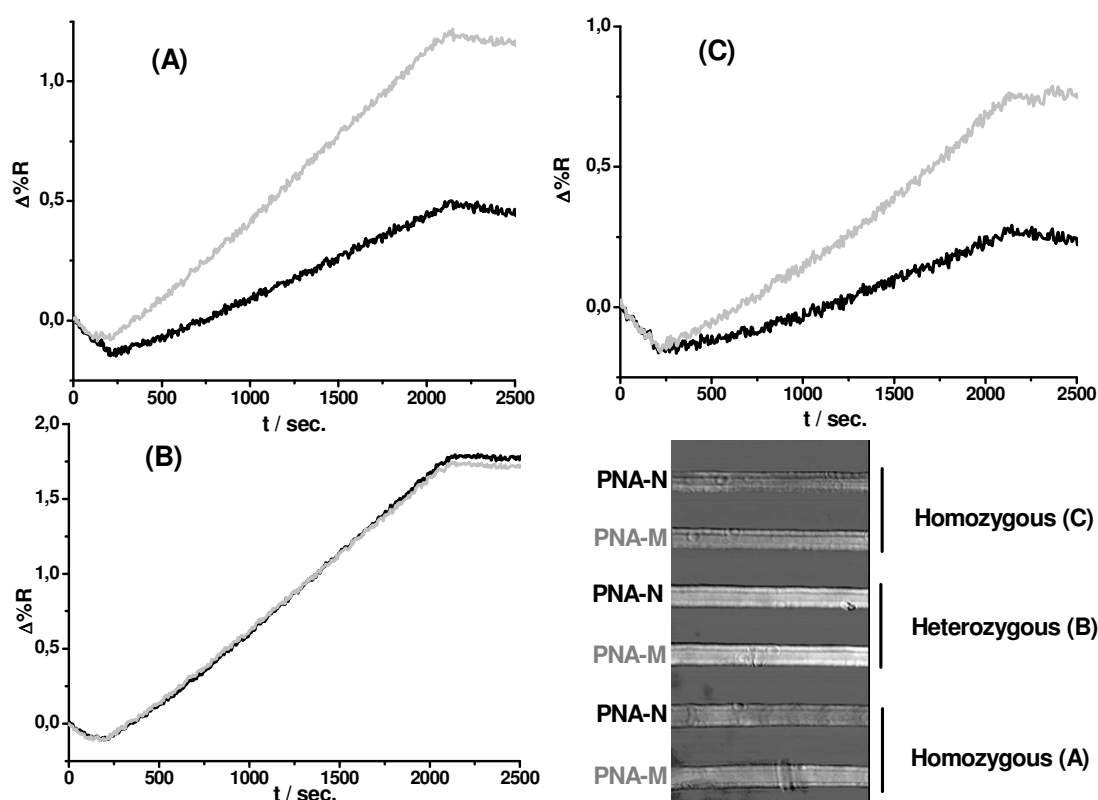 (A)
Δ%R
1,0
0,5
0,0
0 500 1000 1500 2000 2500
t / sec.
(C)
Δ%R
1,0
0,5
0,0
0 500 1000 1500 2000 2500
t / sec.
(B)
Δ%R
2,0
1,5
1,0
0,5
0,0
0 500 1000 1500 2000 2500
t / sec.
PNA-N
PNA-M
Homozygous (C)
PNA-N
PNA-M
Heterozygous (B)
PNA-N
PNA-M
Homozygous (A)